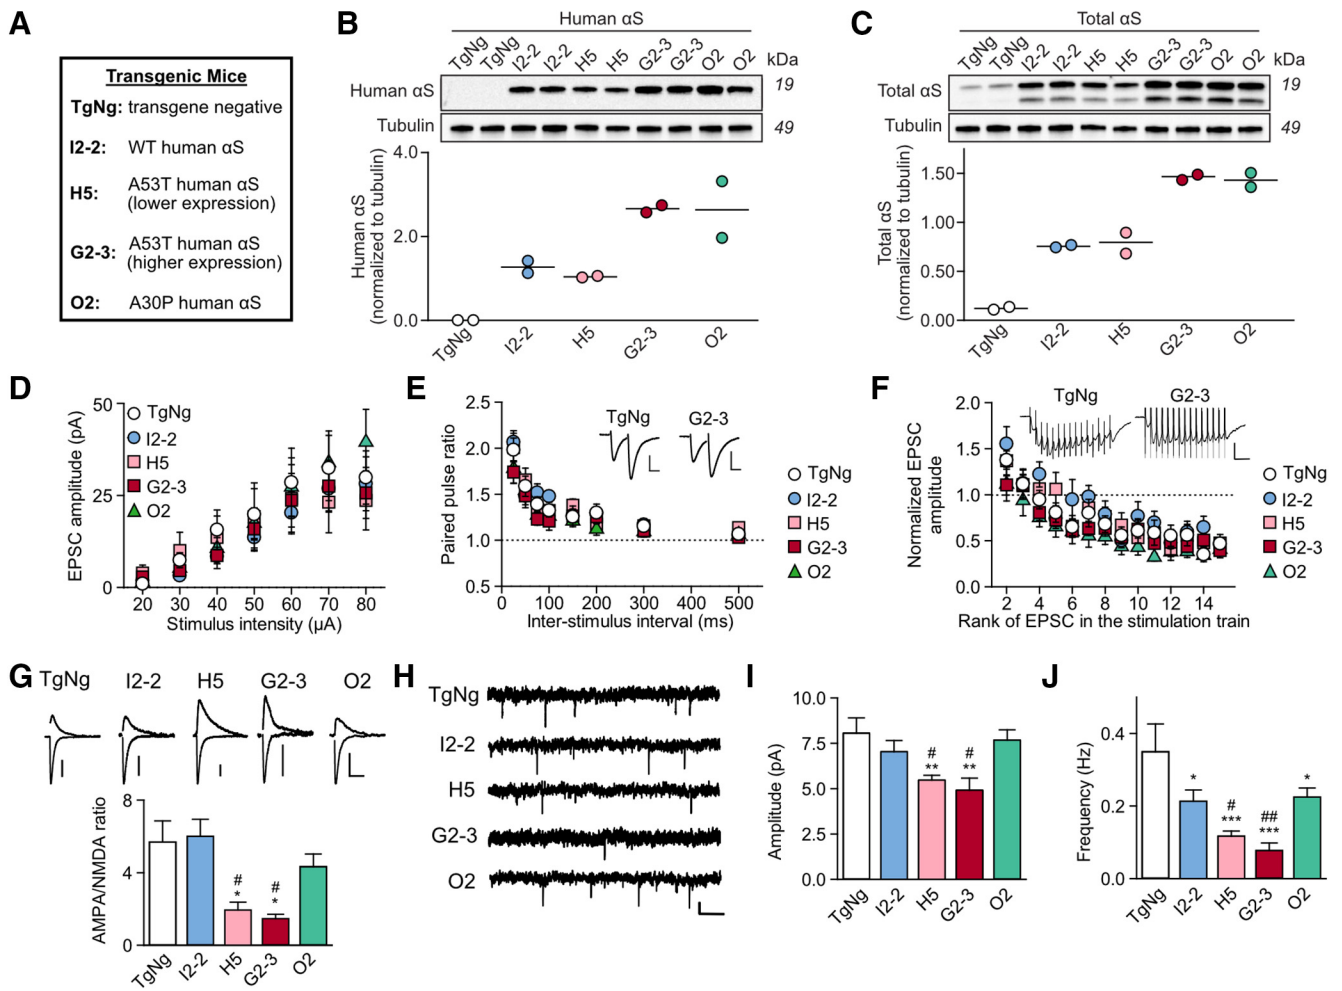 A
Transgenic Mice
TgNg: transgene negative
I2-2: WT human αS
H5: A53T human αS
(lower expression)
G2-3: A53T human αS
(higher expression)
O2: A30P human αS
B
Human αS
TgNg TgNg I2-2 I2-2 H5 H5 G2-3 G2-3 O2 O2 kDa
Human αS 19
Tubulin 49
Human αS
(normalized to tubulin)
4.0
2.0
0.0
TgNg I2-2 H5 G2-3 O2
C
Total αS
TgNg TgNg I2-2 I2-2 H5 H5 G2-3 G2-3 O2 O2 kDa
Total αS 19
Tubulin 49
Total αS
(normalized to tubulin)
1.50
1.00
0.50
0.00
TgNg I2-2 H5 G2-3 O2
D
EPSC amplitude (pA)
50
25
0
TgNg
I2-2
H5
G2-3
O2
20 30 40 50 60 70 80
Stimulus intensity (μA)
E
Paired pulse ratio
2.5
2.0
1.5
1.0
0.5
TgNg G2-3
0 100 200 300 400 500
Inter-stimulus interval (ms)
TgNg
I2-2
H5
G2-3
O2
F
Normalized EPSC
amplitude
2.0
1.5
1.0
0.5
0.0
TgNg G2-3
2 4 6 8 10 12 14
Rank of EPSC in the stimulation train
TgNg
I2-2
H5
G2-3
O2
G
TgNg I2-2 H5 G2-3 O2
AMPA/NMDA ratio
8
4
0
# #
* *
TgNg I2-2 H5 G2-3 O2
H
TgNg
I2-2
H5
G2-3
O2
I
Amplitude (pA)
10.0
7.5
5.0
2.5
0.0
# #
** **
TgNg I2-2 H5 G2-3 O2
J
Frequency (Hz)
0.4
0.2
0.0
* # ## *
*** ***
TgNg I2-2 H5 G2-3 O2